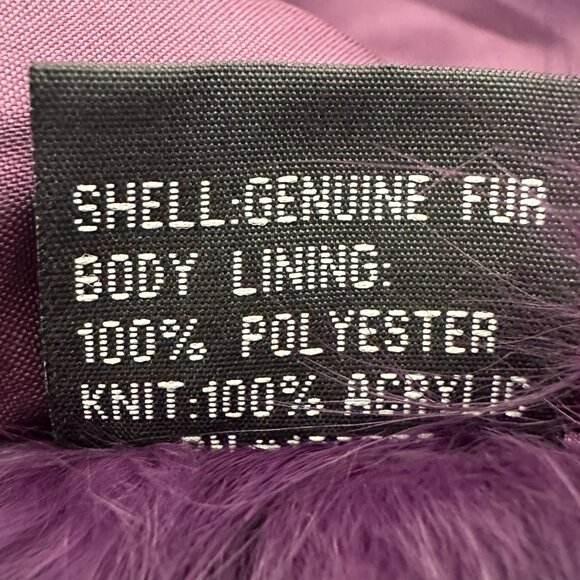 SHELL:GENUINE FUR
BODY LINING:
100% POLYESTER
KNIT:100% ACRYLIC